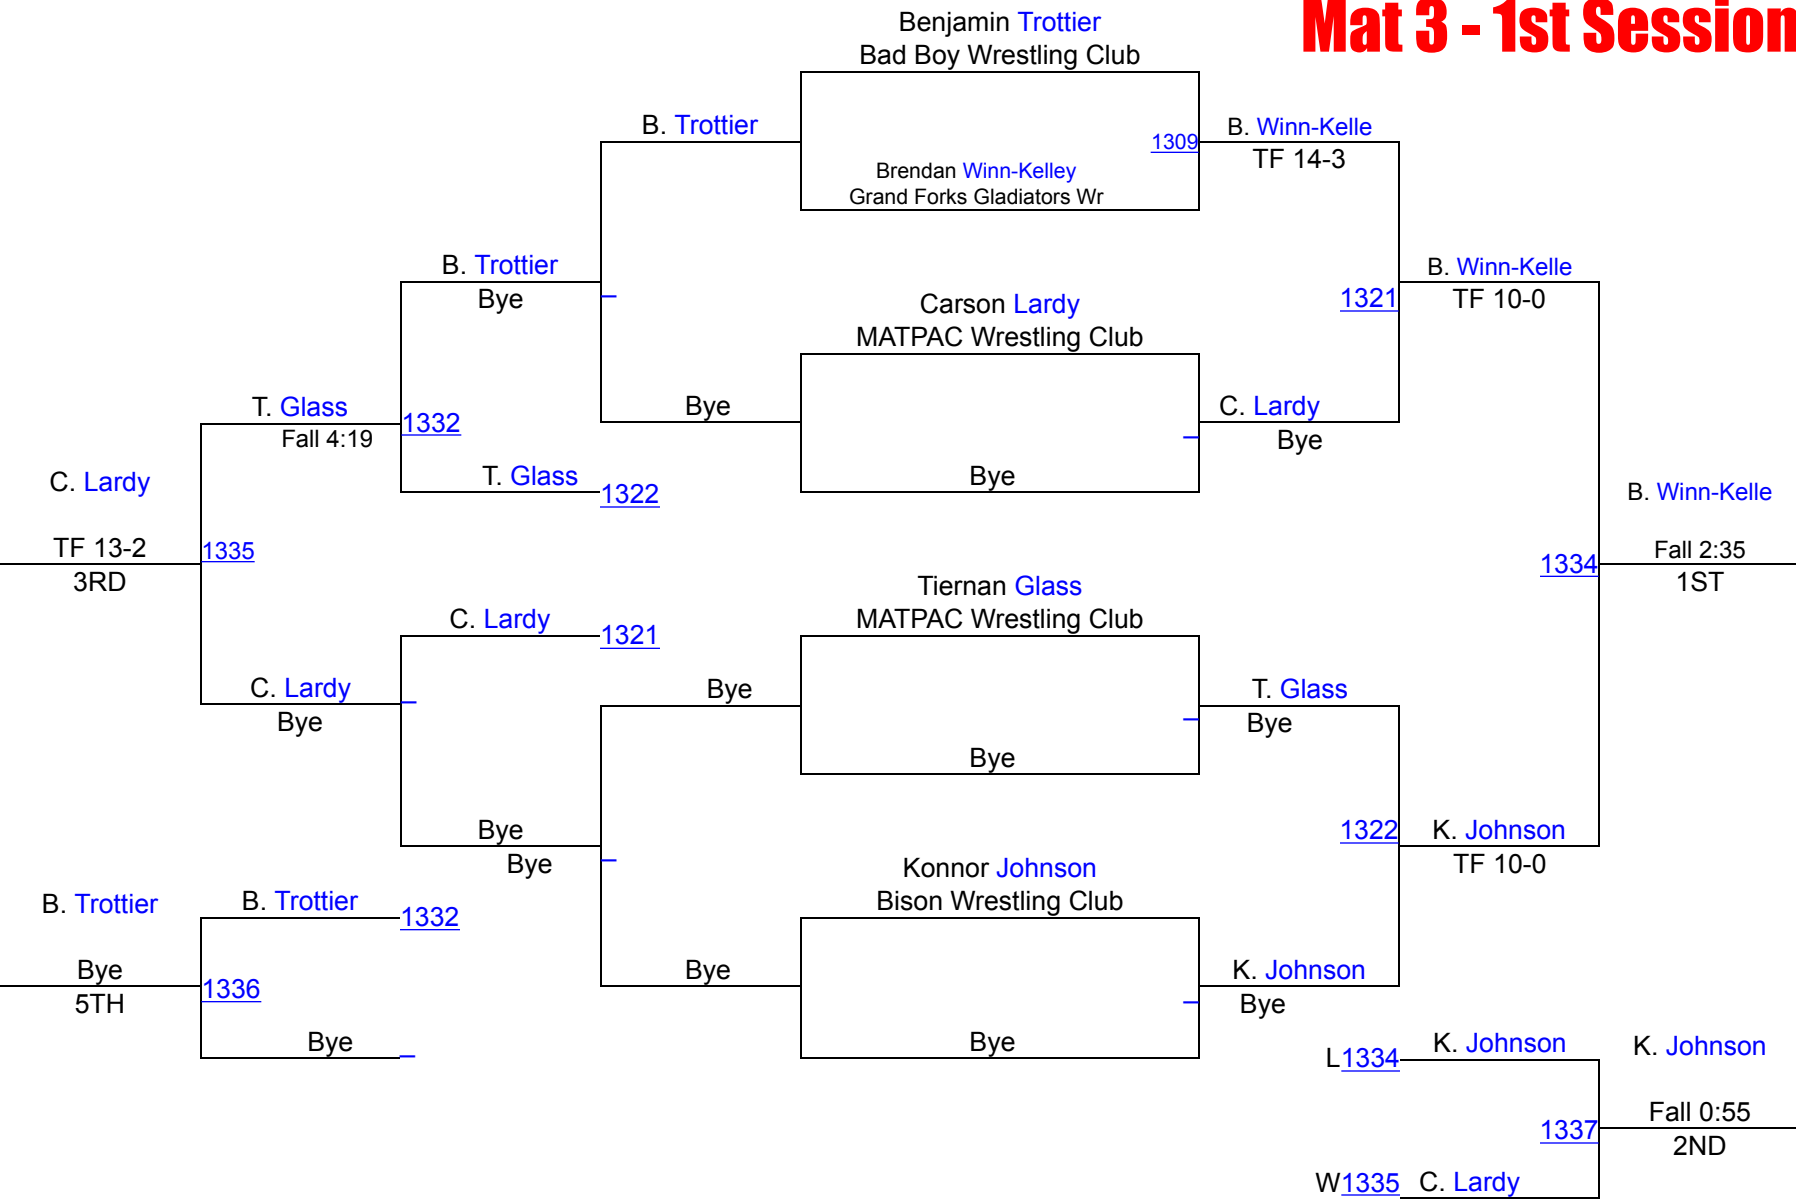 Mat 3 - 1st Session
Benjamin Trottier
Bad Boy Wrestling Club
B. Trottier
1309
B. Winn-Kelle
TF 14-3
Brendan Winn-Kelley
Grand Forks Gladiators Wr
B. Trottier
Bye
B. Winn-Kelle
TF 10-0
1321
Carson Lardy
MATPAC Wrestling Club
Bye
C. Lardy
Bye
Bye
T. Glass
Fall 4:19
1332
T. Glass
1322
C. Lardy
TF 13-2
3RD
1335
B. Winn-Kelle
Fall 2:35
1ST
1334
Tiernan Glass
MATPAC Wrestling Club
C. Lardy
1321
Bye
T. Glass
Bye
Bye
C. Lardy
Bye
Bye
Bye
1322
K. Johnson
TF 10-0
Konnor Johnson
Bison Wrestling Club
B. Trottier
B. Trottier
1332
Bye
5TH
1336
Bye
K. Johnson
Bye
Bye
Bye
L1334
K. Johnson
K. Johnson
Fall 0:55
2ND
1337
W1335
C. Lardy